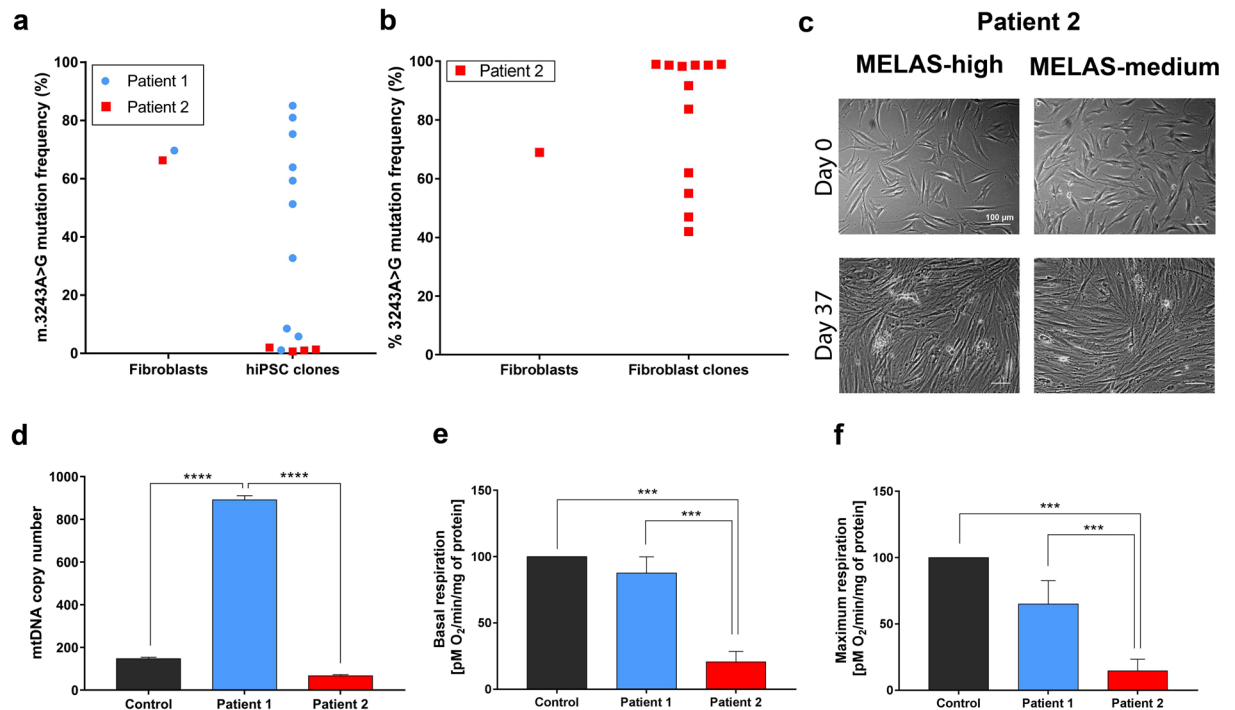 a
m.3243A>G mutation frequency (%)
100
80
60
40
20
0
Patient 1
Patient 2
Fibroblasts
hiPSC clones
b
% 3243A>G mutation frequency (%)
100
80
60
40
20
0
Patient 2
Fibroblasts
Fibroblast clones
c
Patient 2
MELAS-high
MELAS-medium
Day 0
100 µm
Day 37
d
mtDNA copy number
1000
800
600
400
200
0
****
****
Control
Patient 1
Patient 2
e
Basal respiration
[pM O₂/min/mg of protein]
150
100
50
0
***
***
Control
Patient 1
Patient 2
f
Maximum respiration
[pM O₂/min/mg of protein]
150
100
50
0
***
***
Control
Patient 1
Patient 2